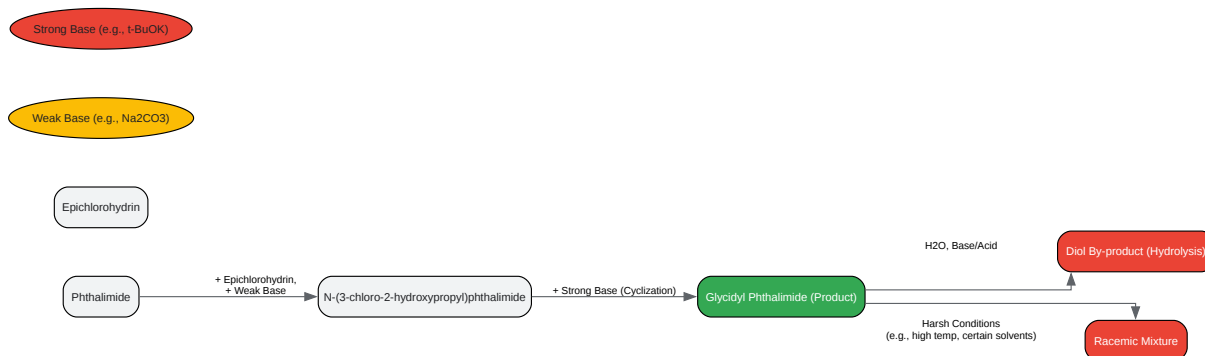 Strong Base (e.g., t-BuOK)
Weak Base (e.g., Na2CO3)
Epichlorohydrin
Phthalimide
+ Epichlorohydrin,
+ Weak Base
N-(3-chloro-2-hydroxypropyl)phthalimide
+ Strong Base (Cyclization)
Glycidyl Phthalimide (Product)
H2O, Base/Acid
Diol By-product (Hydrolysis)
Harsh Conditions
(e.g., high temp, certain solvents)
Racemic Mixture